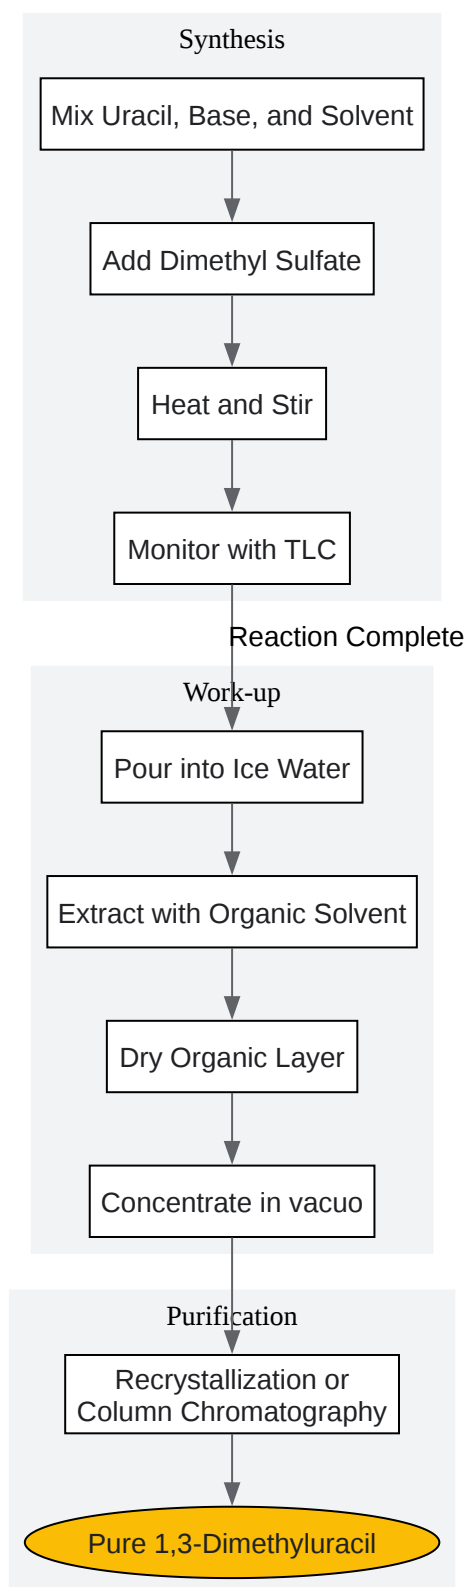 Synthesis
Mix Uracil, Base, and Solvent
Add Dimethyl Sulfate
Heat and Stir
Monitor with TLC
Reaction Complete
Work-up
Pour into Ice Water
Extract with Organic Solvent
Dry Organic Layer
Concentrate in vacuo
Purification
Recrystallization or
Column Chromatography
Pure 1,3-Dimethyluracil